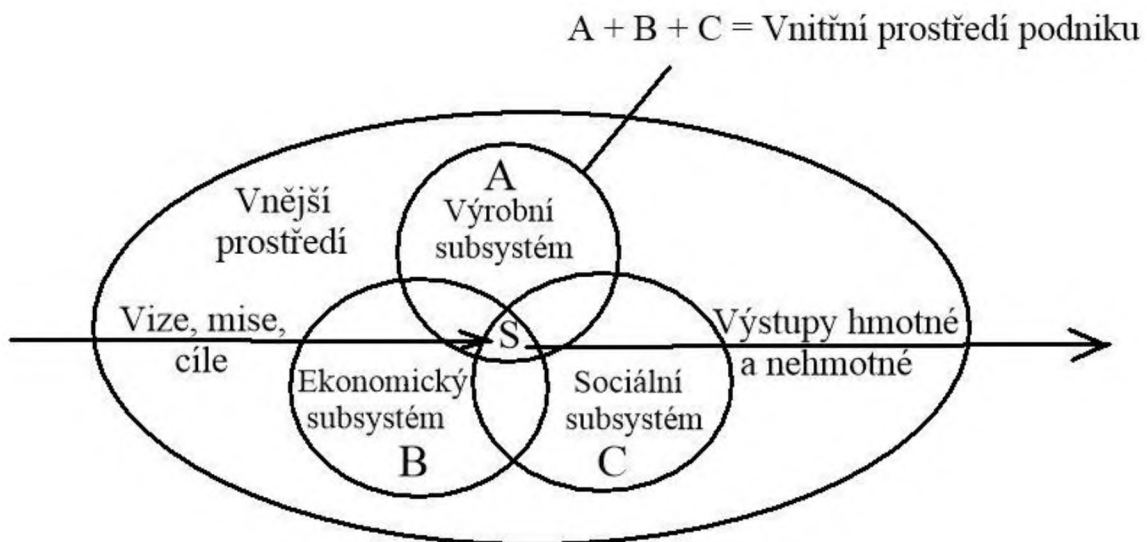 A + B + C = Vnitřní prostředí podniku
A
Výrobní
subsystém
Vnější
prostředí
Vize, mise,
cíle
S
Výstupy hmotné
a nehmotné
Ekonomický
subsystém
B
Sociální
subsystém
C